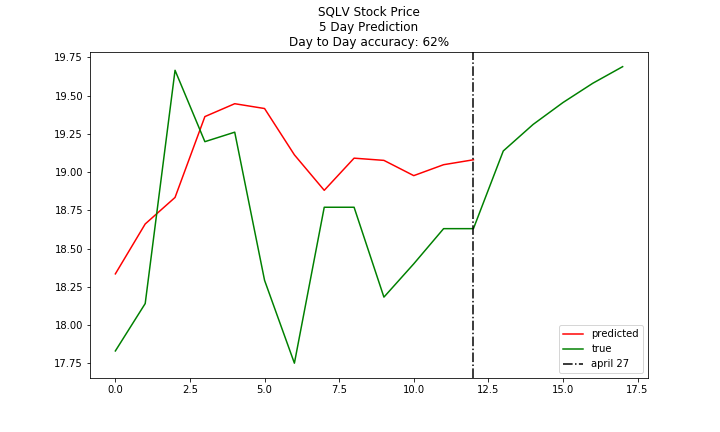 SQLV Stock Price
5 Day Prediction
Day to Day accuracy: 62%
19.75
19.50
19.25
19.00
18.75
18.50
18.25
18.00
17.75
0.0 2.5 5.0 7.5 10.0 12.5 15.0 17.5
predicted
true
april 27